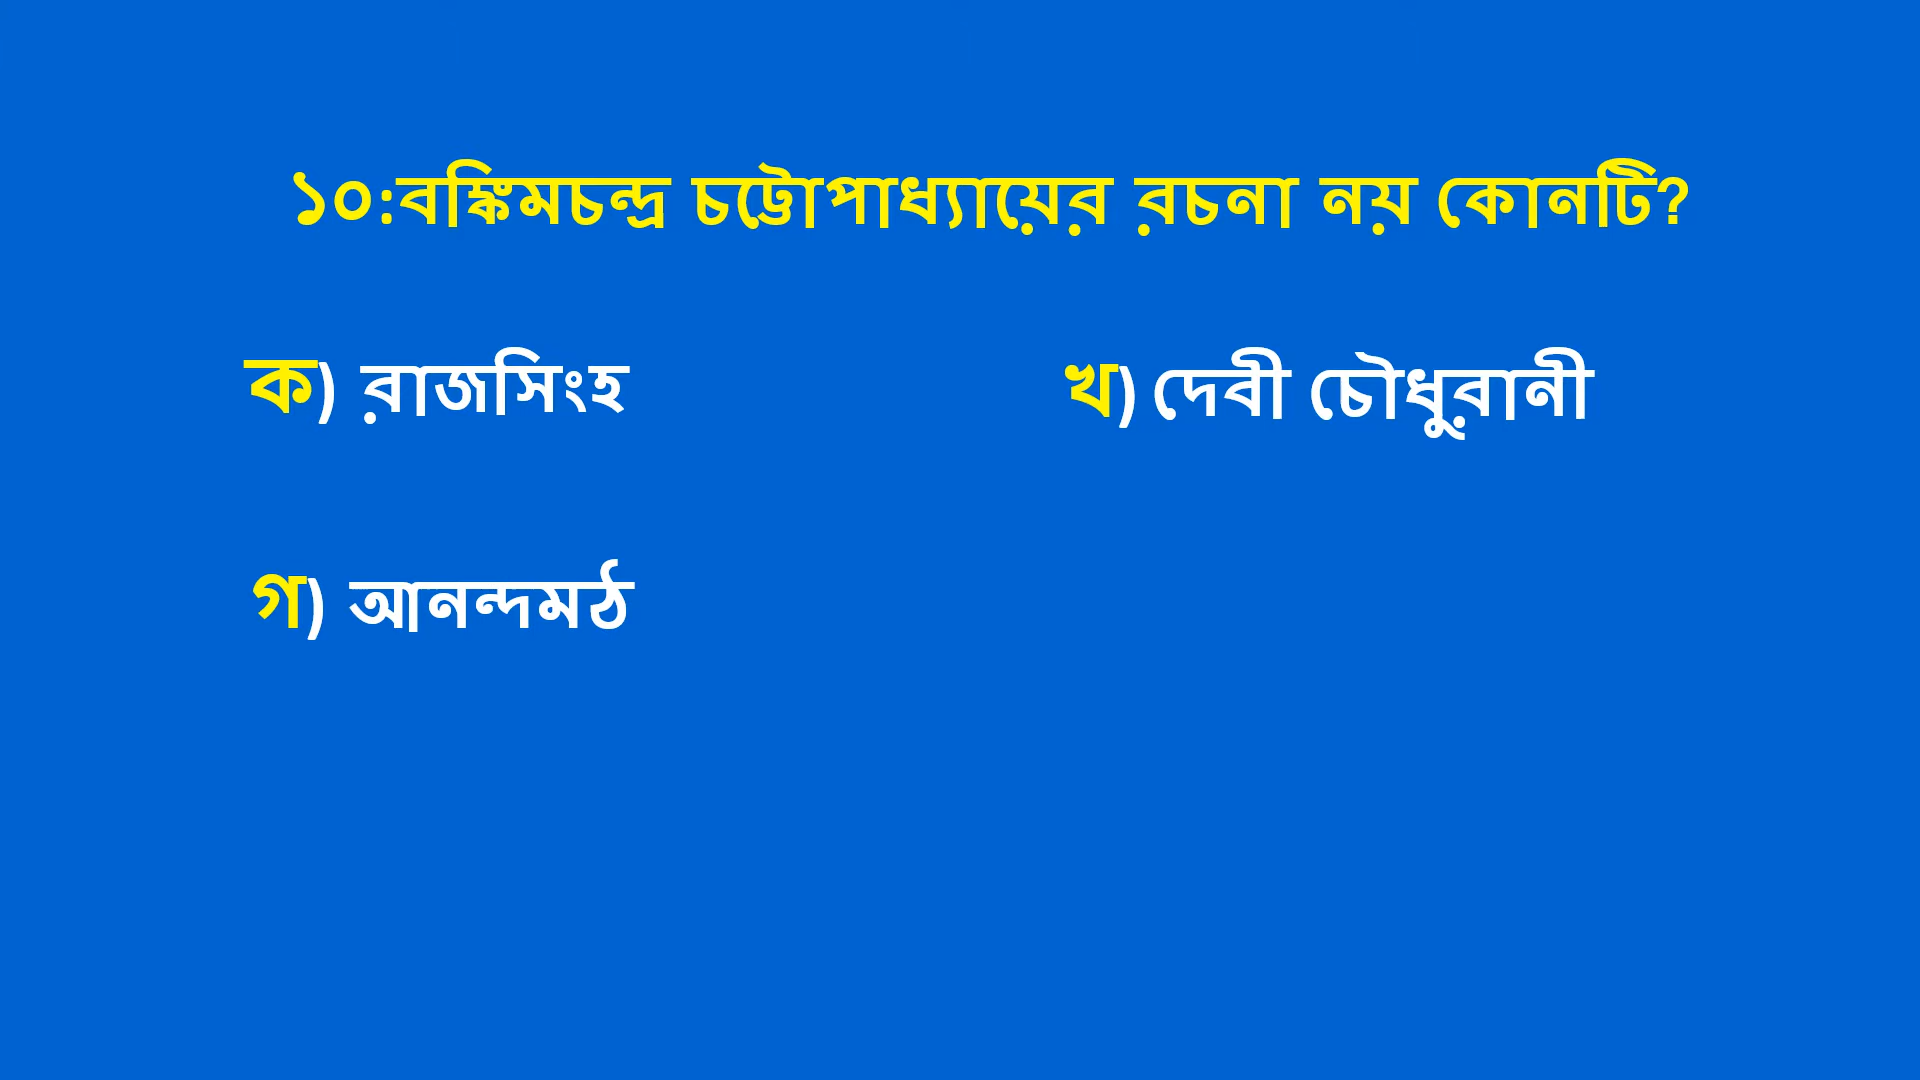 ১০:বঙ্কিমচন্দ্র চট্টোপাধ্যায়ের রচনা নয় কোনটি?
ক) রাজসিংহ খ) দেবী চৌধুরানী
গ) আনন্দমঠ